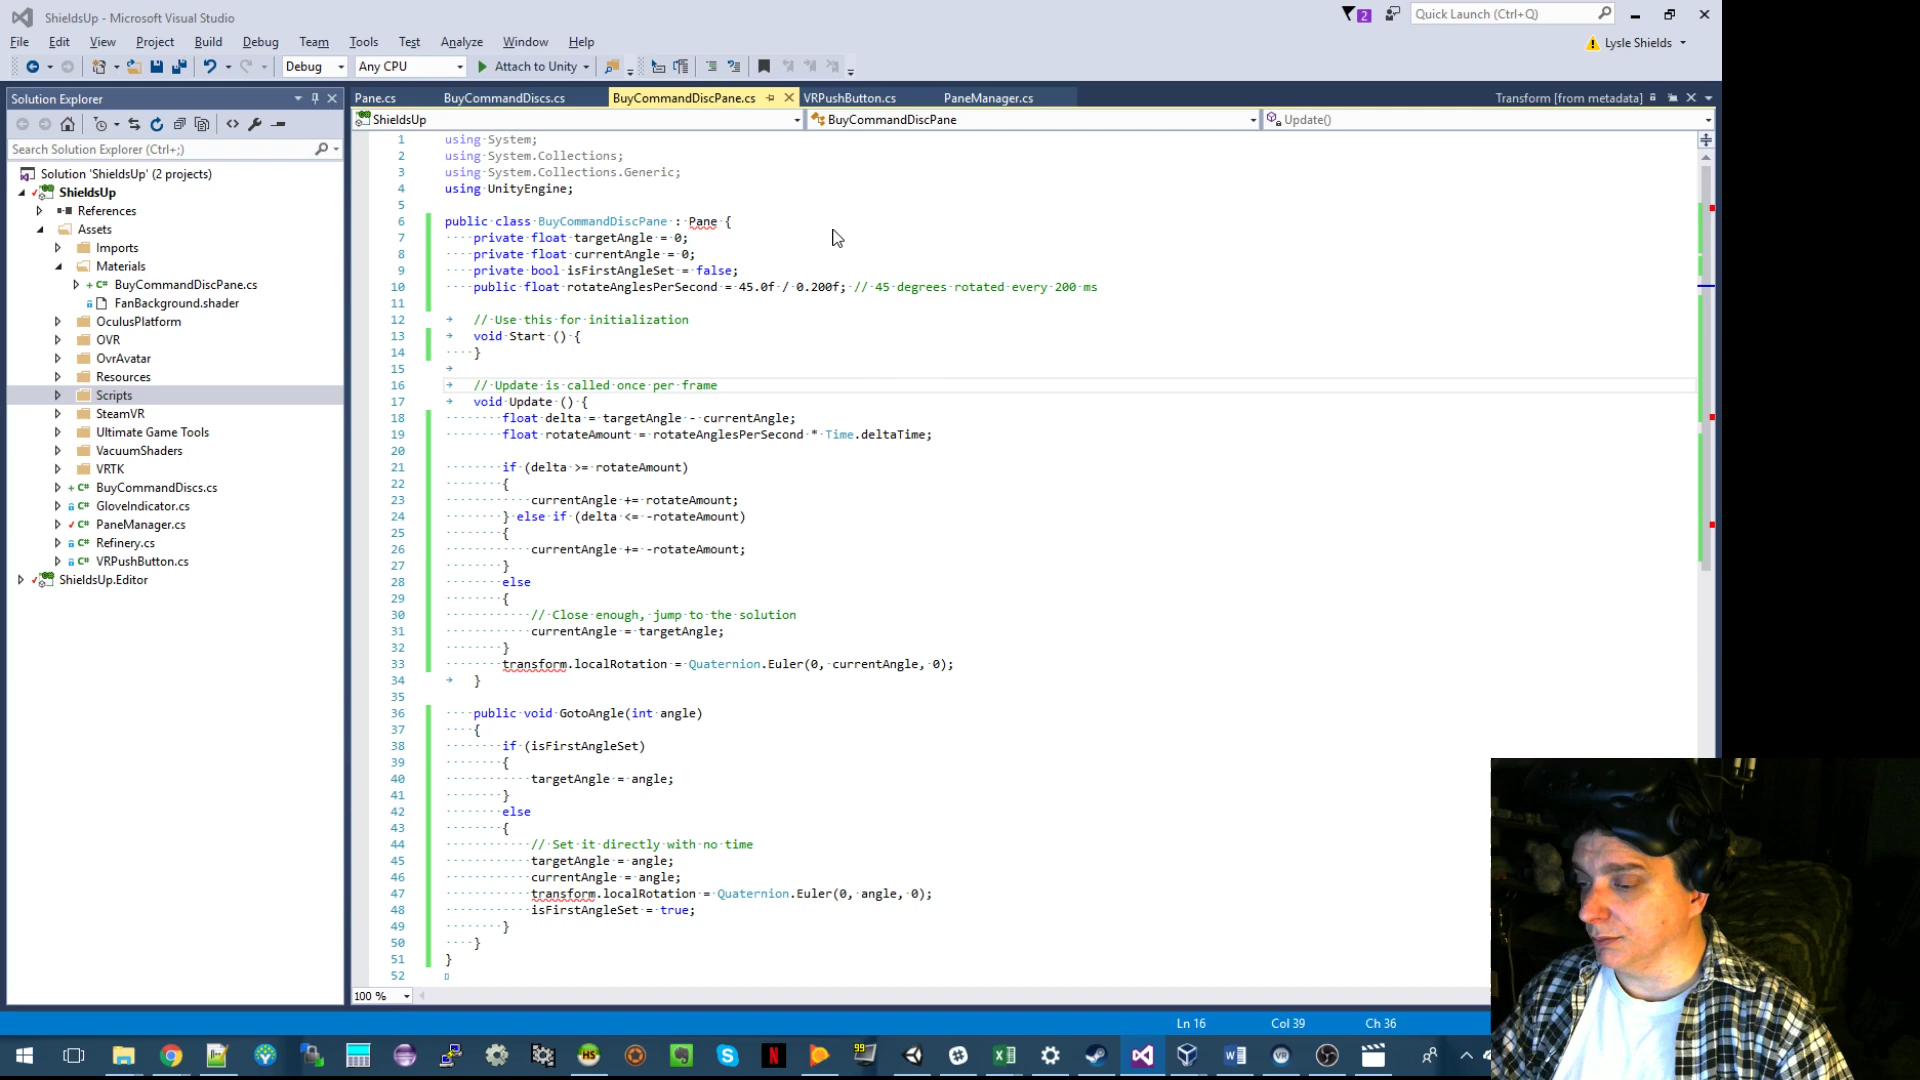 ShieldsUp - Microsoft Visual Studio
2
Quick Launch (Ctrl+Q)
File Edit View Project Build Debug Team Tools Test Analyze Window Help
Lysle Shields
Debug Any CPU Attach to Unity
Solution Explorer
Pane.cs BuyCommandDiscs.cs BuyCommandDiscPane.cs VRPushButton.cs PaneManager.cs Transform [from metadata]
ShieldsUp BuyCommandDiscPane Update()
Search Solution Explorer (Ctrl+;)
Solution 'ShieldsUp' (2 projects)
ShieldsUp
References
Assets
Imports
Materials
BuyCommandDiscPane.cs
FanBackground.shader
OculusPlatform
OVR
OvrAvatar
Resources
Scripts
SteamVR
Ultimate Game Tools
VacuumShaders
VRTK
BuyCommandDiscs.cs
GloveIndicator.cs
PaneManager.cs
Refinery.cs
VRPushButton.cs
ShieldsUp.Editor
1 using System;
2 using System.Collections;
3 using System.Collections.Generic;
4 using UnityEngine;
5
6 public class BuyCommandDiscPane : Pane {
7 private float targetAngle = 0;
8 private float currentAngle = 0;
9 private bool isFirstAngleSet = false;
10 public float rotateAnglesPerSecond = 45.0f / 0.200f; // 45 degrees rotated every 200 ms
11
12 // Use this for initialization
13 void Start () {
14 }
15
16 // Update is called once per frame
17 void Update () {
18 float delta = targetAngle - currentAngle;
19 float rotateAmount = rotateAnglesPerSecond * Time.deltaTime;
20
21 if (delta >= rotateAmount)
22 {
23 currentAngle += rotateAmount;
24 } else if (delta <= -rotateAmount)
25 {
26 currentAngle += -rotateAmount;
27 }
28 else
29 {
30 // Close enough, jump to the solution
31 currentAngle = targetAngle;
32 }
33 transform.localRotation = Quaternion.Euler(0, currentAngle, 0);
34 }
35
36 public void GotoAngle(int angle)
37 {
38 if (isFirstAngleSet)
39 {
40 targetAngle = angle;
41 }
42 else
43 {
44 // Set it directly with no time
45 targetAngle = angle;
46 currentAngle = angle;
47 transform.localRotation = Quaternion.Euler(0, angle, 0);
48 isFirstAngleSet = true;
49 }
50 }
51 }
52
100 %
Ln 16 Col 39 Ch 36
HS
N
99
W
VR